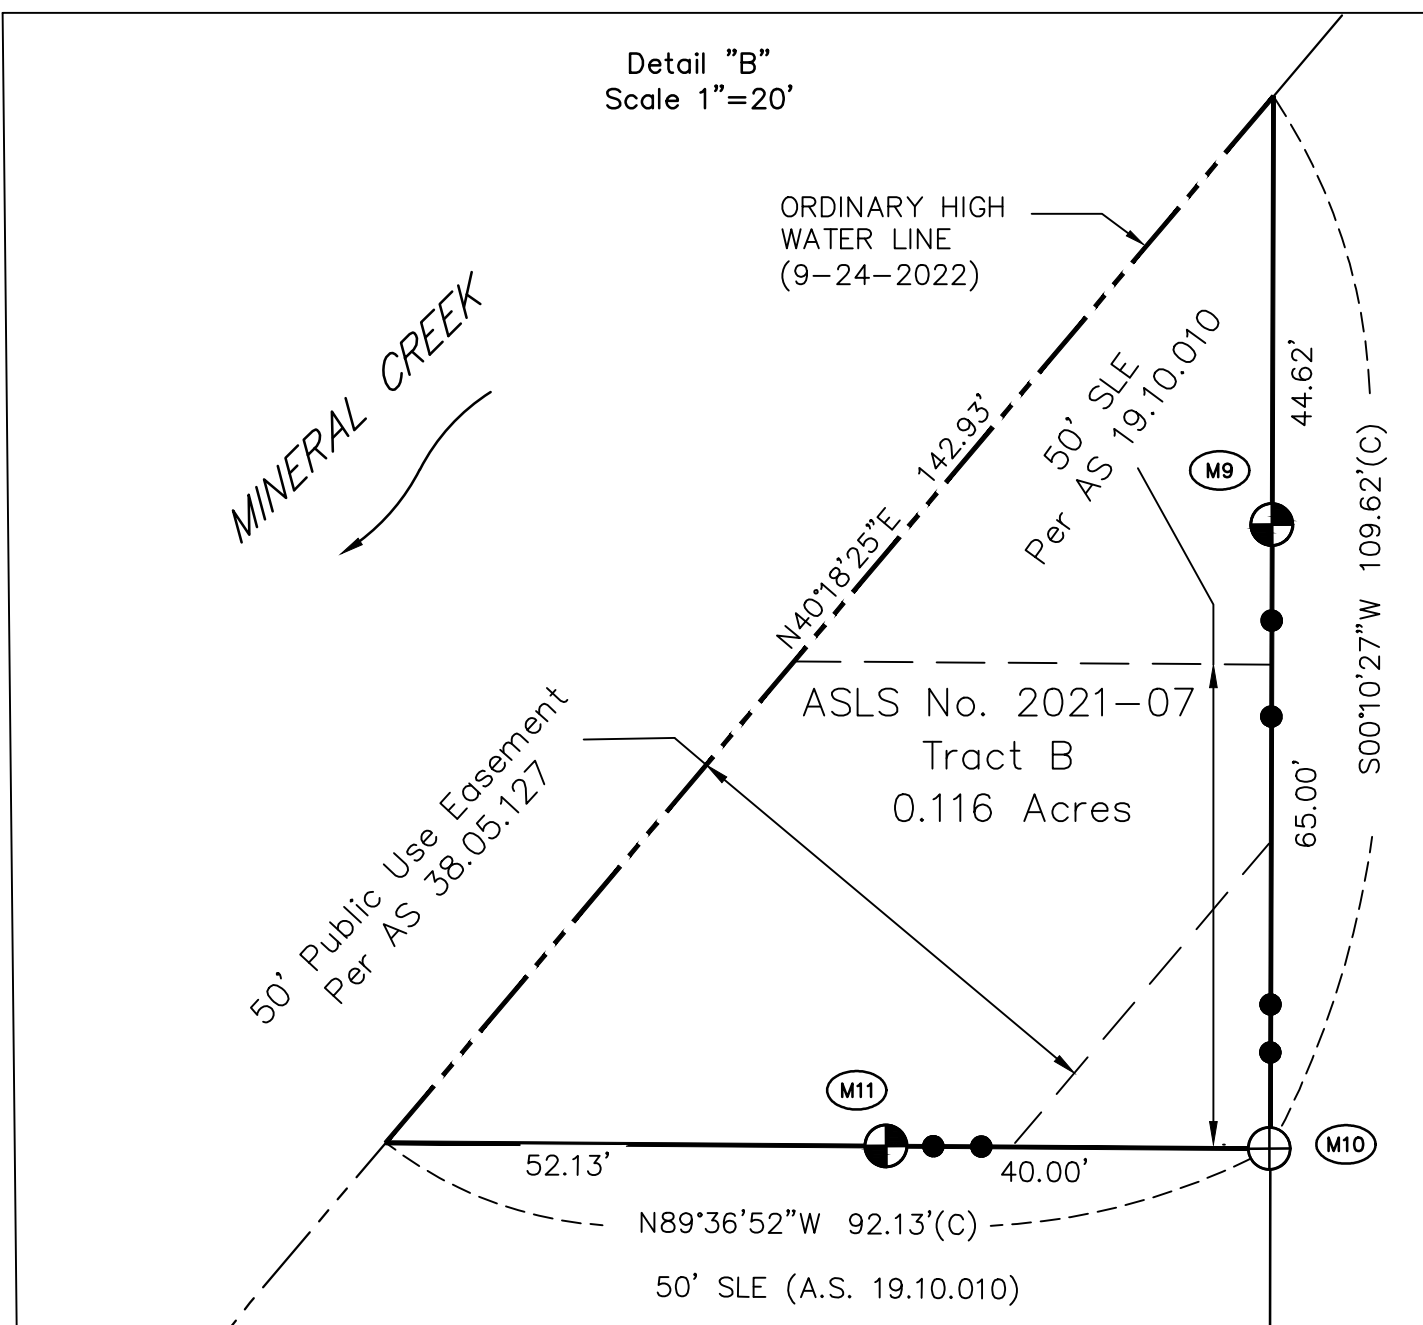 Detail "B"
Scale 1"=20'
ORDINARY HIGH
WATER LINE
(9-24-2022)
MINERAL CREEK
N40°18'25"E 142.93'
50' SLE
Per AS 19.10.010
44.62'
M9
S00°10'27"W 109.62'(C)
ASLS No. 2021-07
Tract B
0.116 Acres
50' Public Use Easement
Per AS 38.05.127
65.00'
M11
M10
52.13'
40.00'
N89°36'52"W 92.13'(C)
50' SLE (A.S. 19.10.010)